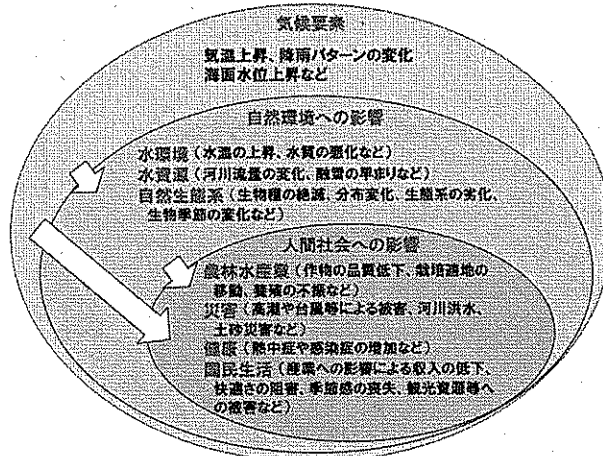 気候要素
気温上昇、降雨パターンの変化
海面水位上昇など
自然環境への影響
水環境（水温の上昇、水質の悪化など）
水資源（河川流量の変化、融雪の早まりなど）
自然生態系（生物種の絶滅、分布変化、生態系の劣化、
生物季節の変化など）
人間社会への影響
農林水産業（作物の品質低下、栽培適地の
移動、養殖の不振など）
災害（高潮や台風等による被害、河川洪水、
土砂災害など）
健康（熱中症や感染症の増加など）
国民生活（産業への影響による収入の低下、
快適さの阻害、季節感の喪失、観光資源等へ
の被害など）